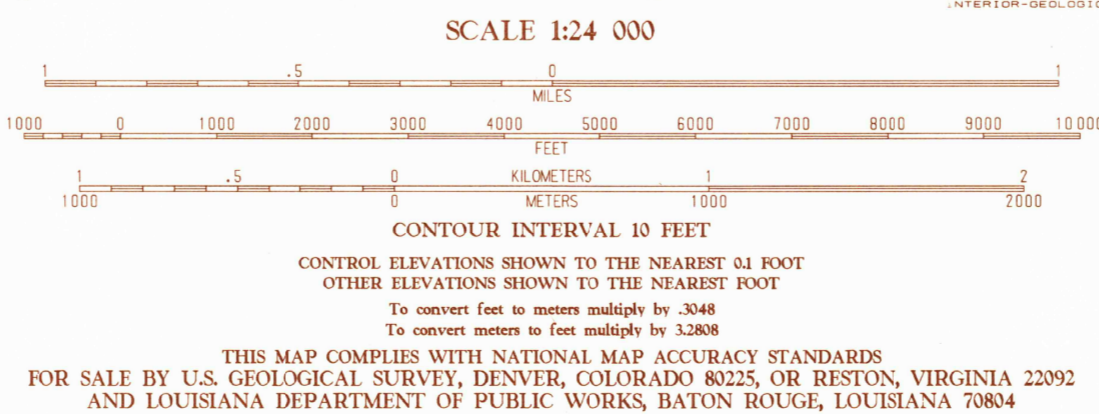 INTERIOR-GEOLOGIC
SCALE 1:24 000
1 .5 0 1
MILES
1000 0 1000 2000 3000 4000 5000 6000 7000 8000 9000 10000
FEET
1 .5 0 KILOMETERS 1 2
1000 0 METERS 1000 2000
CONTOUR INTERVAL 10 FEET
CONTROL ELEVATIONS SHOWN TO THE NEAREST 0.1 FOOT
OTHER ELEVATIONS SHOWN TO THE NEAREST FOOT
To convert feet to meters multiply by .3048
To convert meters to feet multiply by 3.2808
THIS MAP COMPLIES WITH NATIONAL MAP ACCURACY STANDARDS
FOR SALE BY U.S. GEOLOGICAL SURVEY, DENVER, COLORADO 80225, OR RESTON, VIRGINIA 22092
AND LOUISIANA DEPARTMENT OF PUBLIC WORKS, BATON ROUGE, LOUISIANA 70804